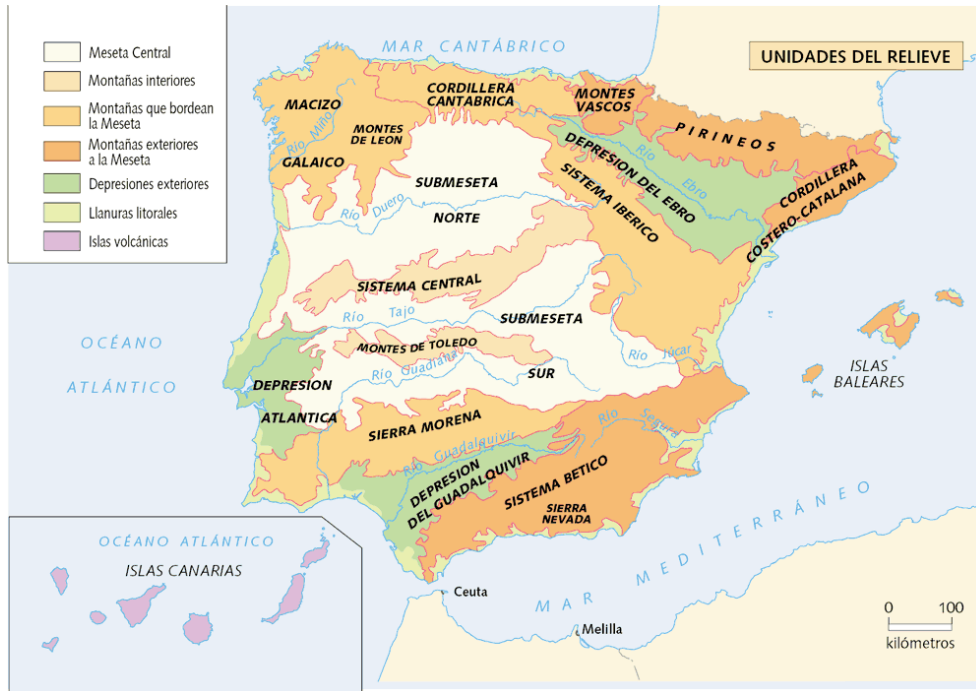 MAR CANTÁBRICO
UNIDADES DEL RELIEVE
Meseta Central
Montañas interiores
Montañas que bordean
la Meseta
Montañas exteriores
a la Meseta
Depresiones exteriores
Llanuras litorales
Islas volcánicas
MACIZO
GALAICO
Río Miño
MONTES
DE LEON
CORDILLERA
CANTABRICA
MONTES
VASCOS
PIRINEOS
DEPRESION DEL EBRO
Río Ebro
CORDILLERA
COSTERO-CATALANA
SISTEMA IBERICO
SUBMESETA
NORTE
Río Duero
SISTEMA CENTRAL
Río Tajo
SUBMESETA
SUR
MONTES DE TOLEDO
Río Guadiana
Río Júcar
OCÉANO
ATLÁNTICO
DEPRESION
ATLANTICA
ISLAS
BALEARES
SIERRA MORENA
Río Guadalquivir
Río Segura
DEPRESION
DEL GUADALQUIVIR
SISTEMA BETICO
SIERRA
NEVADA
MAR MEDITERRÁNEO
OCÉANO ATLÁNTICO
ISLAS CANARIAS
Ceuta
Melilla
0 100
kilómetros